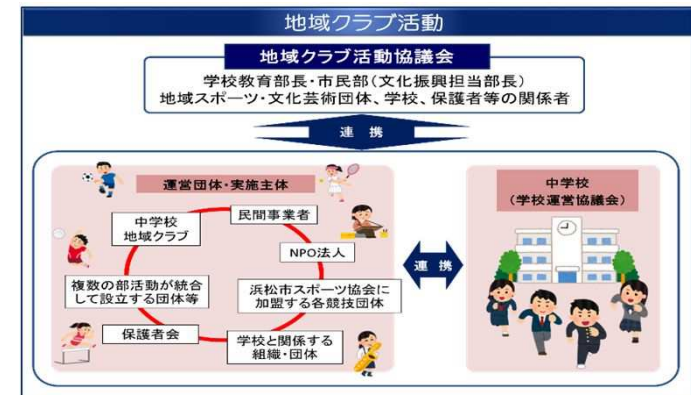 地域クラブ活動
地域クラブ活動協議会
学校教育部長・市民部(文化振興担当部長)
地域スポーツ・文化芸術団体、学校、保護者等の関係者
連 携
運営団体・実施主体
中学校
地域クラブ
民間事業者
NPO法人
複数の部活動が統合
して設立する団体等
浜松市スポーツ協会に
加盟する各競技団体
保護者会
学校と関係する
組織・団体
連 携
中学校
(学校運営協議会)